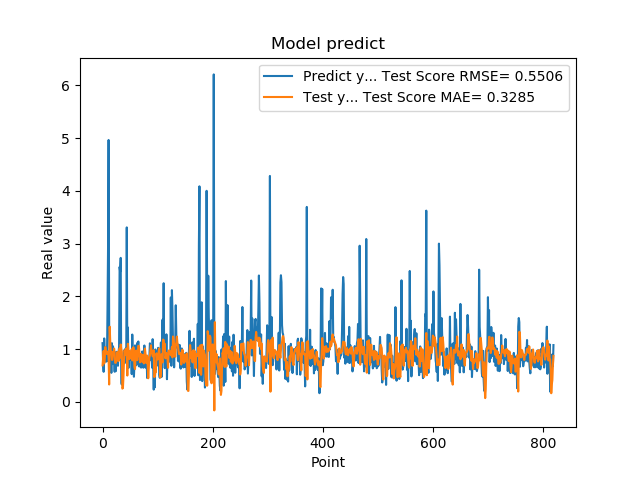 Model predict
Predict y... Test Score RMSE= 0.5506
Test y... Test Score MAE= 0.3285
Real value
6
5
4
3
2
1
0
0 200 400 600 800
Point